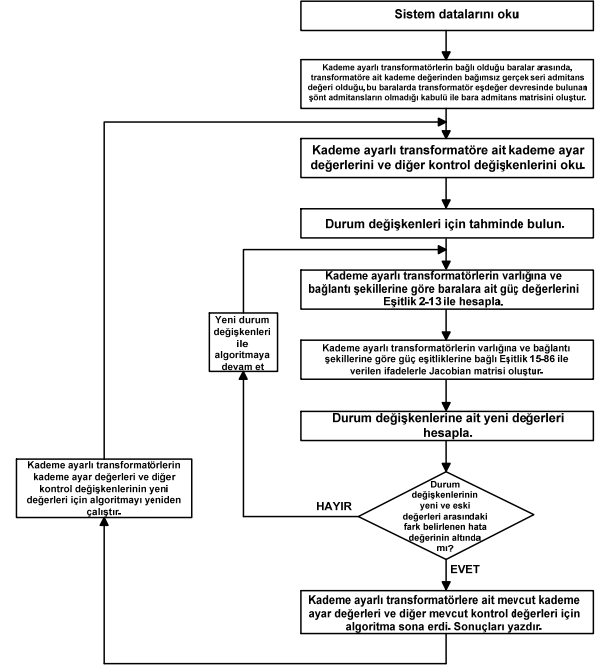 Sistem datalarını oku
Kademe ayarlı transformatörlerin bağlı olduğu baralar arasında,
transformatöre ait kademe değerinden bağımsız gerçek seri admitans
değeri olduğu, bu baralarda transformatör eşdeğer devresinde bulunan
şönt admitansların olmadığı kabulü ile bara admitans matrisini oluştur.
Kademe ayarlı transformatöre ait kademe ayar
değerlerini ve diğer kontrol değişkenlerini oku.
Durum değişkenleri için tahminde bulun.
Kademe ayarlı transformatörlerin varlığına ve
bağlantı şekillerine göre baralara ait güç değerlerini
Eşitlik 2-13 ile hesapla.
Yeni durum
değişkenleri
ile
algoritmaya
devam et
Kademe ayarlı transformatörlerin varlığına ve bağlantı
şekillerine göre güç eşitliklerine bağlı Eşitlik 15-86 ile
verilen ifadelerle Jacobian matrisi oluştur.
Durum değişkenlerine ait yeni değerleri
hesapla.
Kademe ayarlı transformatörlerin
kademe ayar değerleri ve diğer
kontrol değişkenlerinin yeni
değerleri için algoritmayı yeniden
çalıştır.
Durum
değişkenlerinin
yeni ve eski
değerleri arasındaki
fark belirlenen hata
değerinin altında
mı?
HAYIR
EVET
Kademe ayarlı transformatörlere ait mevcut kademe
ayar değerleri ve diğer mevcut kontrol değerleri için
algoritma sona erdi. Sonuçları yazdır.